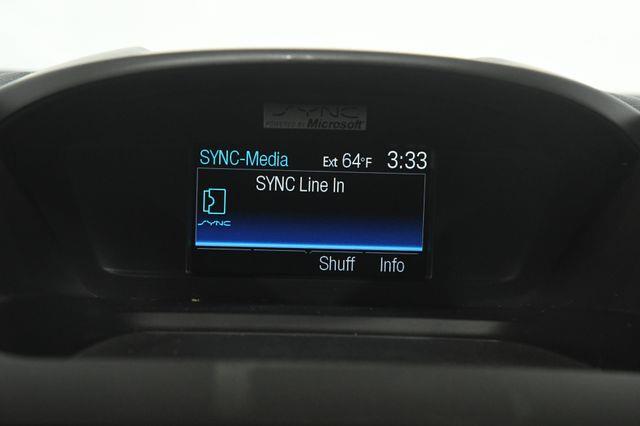 SYNC
POWERED BY Microsoft
SYNC-Media Ext 64°F 3:33
SYNC Line In
SYNC
Shuff Info